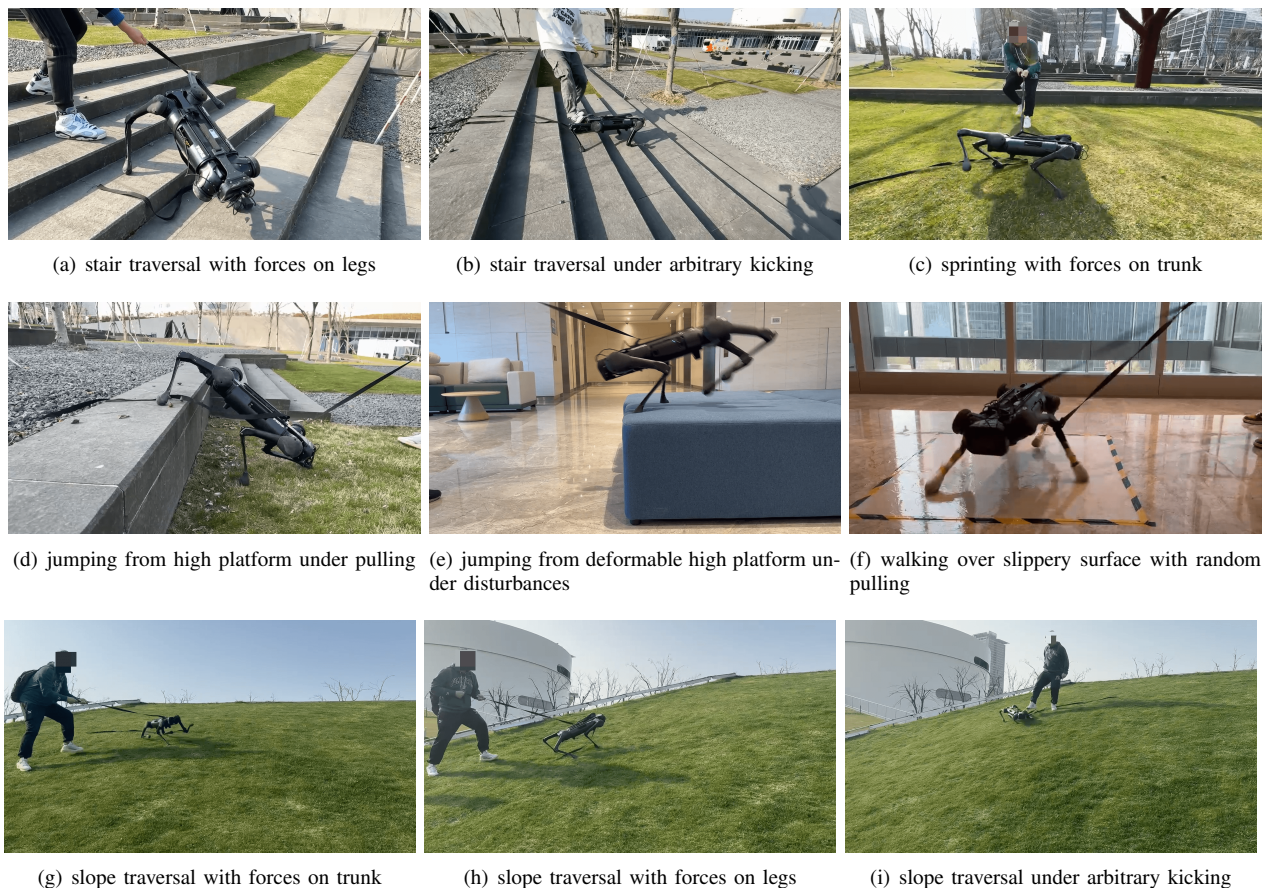 (a) stair traversal with forces on legs
(b) stair traversal under arbitrary kicking
(c) sprinting with forces on trunk
(d) jumping from high platform under pulling
(e) jumping from deformable high platform un-
der disturbances
(f) walking over slippery surface with random
pulling
(g) slope traversal with forces on trunk
(h) slope traversal with forces on legs
(i) slope traversal under arbitrary kicking